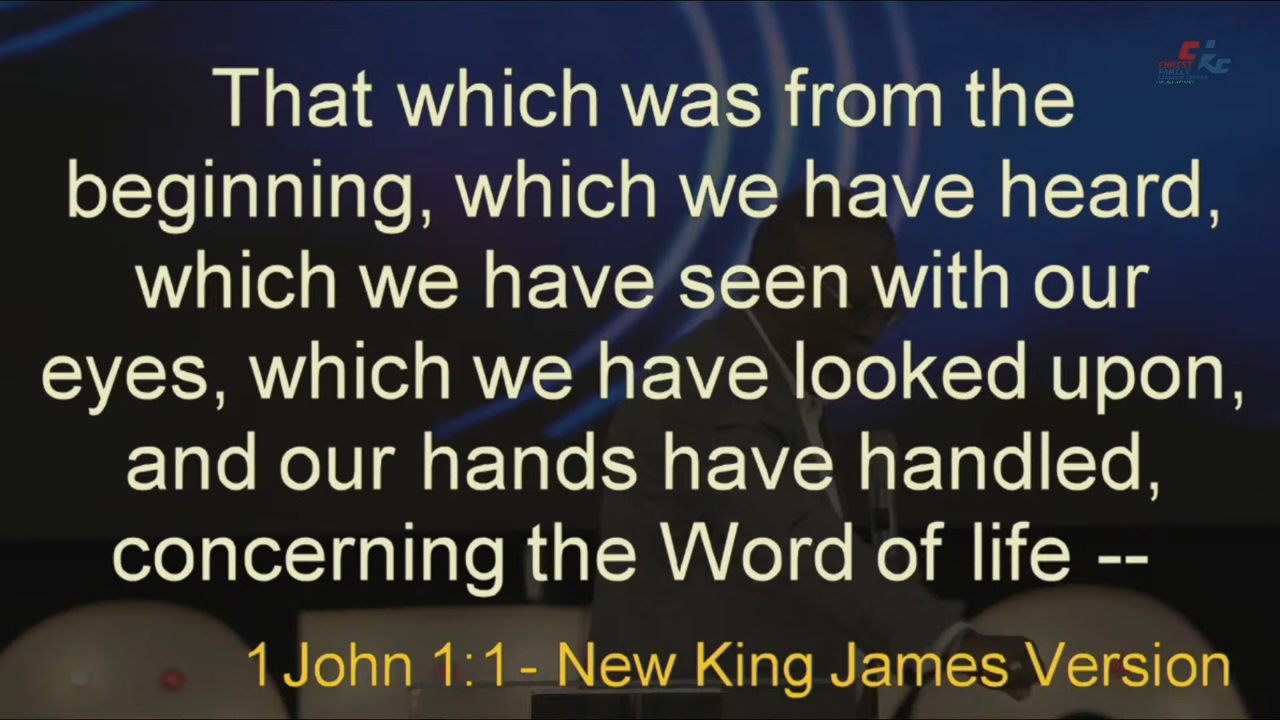 That which was from the
beginning, which we have heard,
which we have seen with our
eyes, which we have looked upon,
and our hands have handled,
concerning the Word of life --
1 John 1:1 - New King James Version
CHRIST
FAMILY